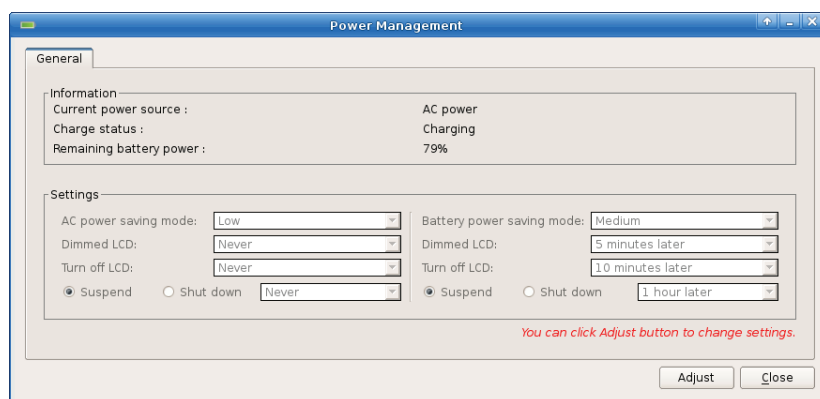 Power Management
General
Information
Current power source : AC power
Charge status : Charging
Remaining battery power : 79%
Settings
AC power saving mode: Low Battery power saving mode: Medium
Dimmed LCD: Never Dimmed LCD: 5 minutes later
Turn off LCD: Never Turn off LCD: 10 minutes later
Suspend Shut down Never Suspend Shut down 1 hour later
You can click Adjust button to change settings.
Adjust Close